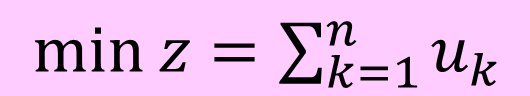 min z = ∑ₖ₌₁ⁿ uₖ